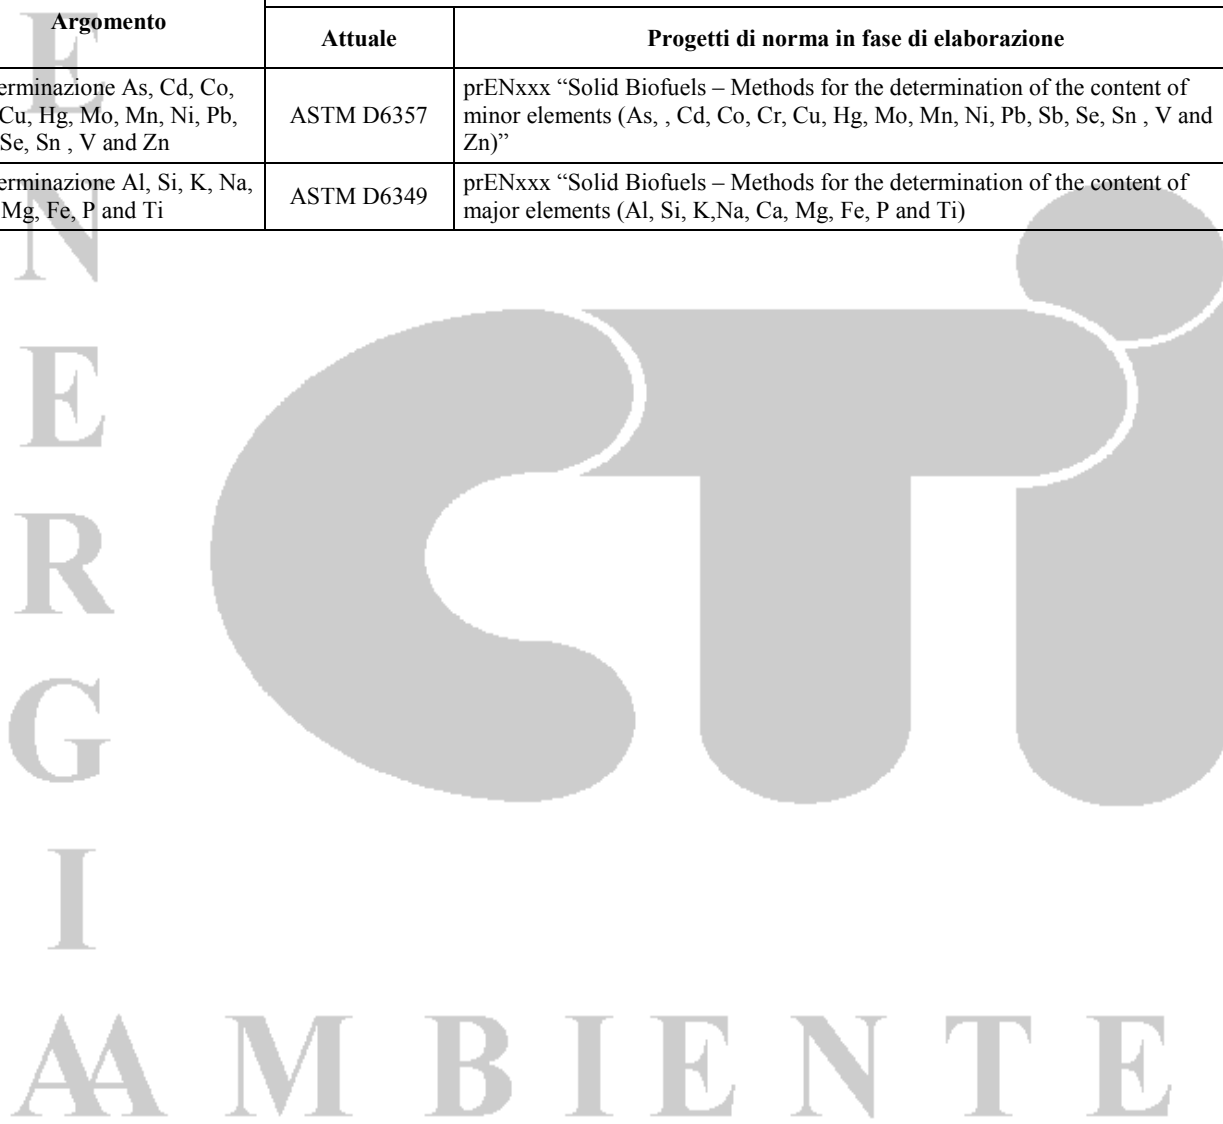 Argomento
Attuale
Progetti di norma in fase di elaborazione
erminazione As, Cd, Co,
Cu, Hg, Mo, Mn, Ni, Pb,
Se, Sn , V and Zn
ASTM D6357
prENxxx “Solid Biofuels – Methods for the determination of the content of
minor elements (As, , Cd, Co, Cr, Cu, Hg, Mo, Mn, Ni, Pb, Sb, Se, Sn , V and
Zn)”
erminazione Al, Si, K, Na,
Mg, Fe, P and Ti
ASTM D6349
prENxxx “Solid Biofuels – Methods for the determination of the content of
major elements (Al, Si, K,Na, Ca, Mg, Fe, P and Ti)
E
N
E
R
G
I
A
AMBIENTE
CTi